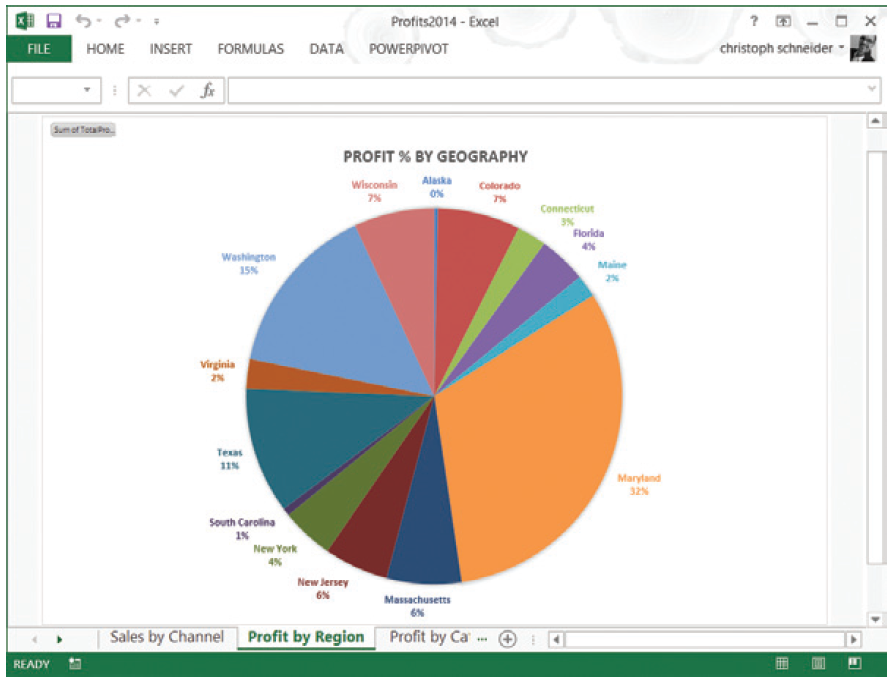 Profits2014 - Excel
?
FILE HOME INSERT FORMULAS DATA POWERPIVOT
christoph schneider
fx
Sum of TotalPro...
PROFIT % BY GEOGRAPHY
Alaska
0%
Colorado
7%
Connecticut
3%
Florida
4%
Maine
2%
Maryland
32%
Massachusetts
6%
New Jersey
6%
New York
4%
South Carolina
1%
Texas
11%
Virginia
2%
Washington
15%
Wisconsin
7%
Sales by Channel Profit by Region Profit by Ca ...
READY